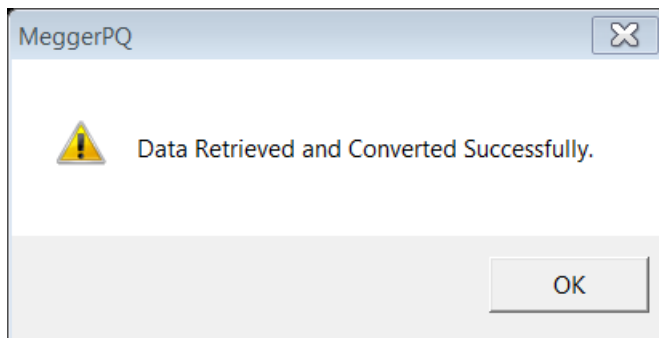 MeggerPQ
Data Retrieved and Converted Successfully.
OK